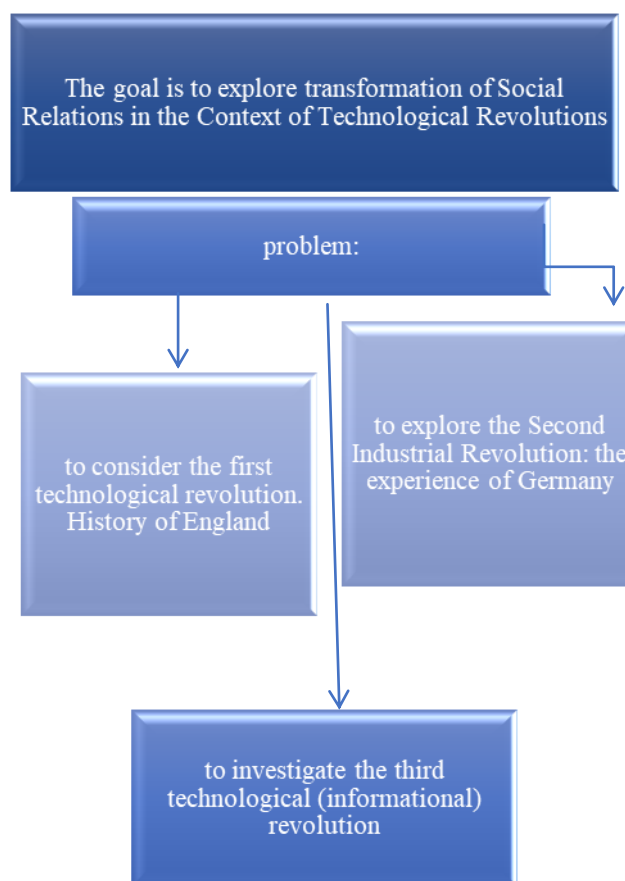 The goal is to explore transformation of Social
Relations in the Context of Technological Revolutions
problem:
to consider the first
technological revolution.
History of England
to explore the Second
Industrial Revolution: the
experience of Germany
to investigate the third
technological (informational)
revolution